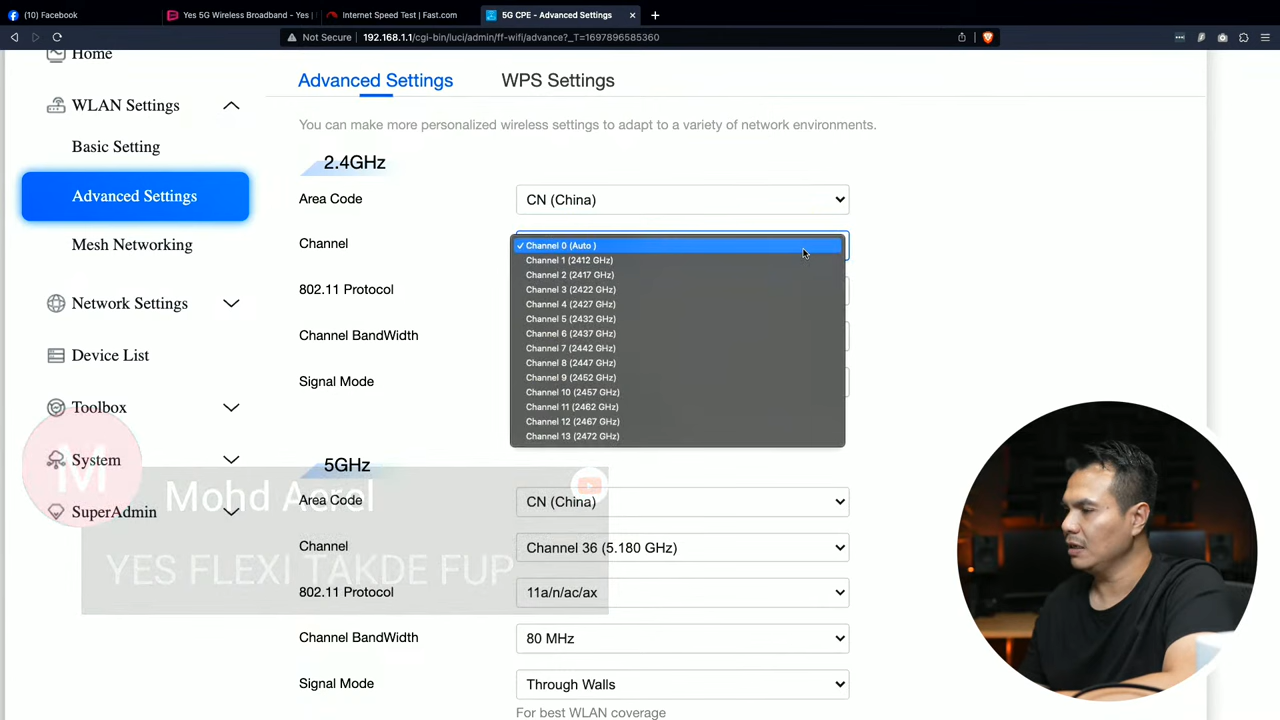 (10) Facebook
Yes 5G Wireless Broadband - Yes
Internet Speed Test | Fast.com
5G CPE - Advanced Settings
Not Secure 192.168.1.1/cgi-bin/luci/admin/ff-wifi/advance?_T=1697896585360
Home
WLAN Settings
Basic Setting
Advanced Settings
Mesh Networking
Network Settings
Device List
Toolbox
System
SuperAdmin
Advanced Settings
WPS Settings
You can make more personalized wireless settings to adapt to a variety of network environments.
2.4GHz
Area Code
CN (China)
Channel
✓ Channel 0 (Auto )
Channel 1 (2412 GHz)
Channel 2 (2417 GHz)
Channel 3 (2422 GHz)
Channel 4 (2427 GHz)
Channel 5 (2432 GHz)
Channel 6 (2437 GHz)
Channel 7 (2442 GHz)
Channel 8 (2447 GHz)
Channel 9 (2452 GHz)
Channel 10 (2457 GHz)
Channel 11 (2462 GHz)
Channel 12 (2467 GHz)
Channel 13 (2472 GHz)
802.11 Protocol
Channel BandWidth
Signal Mode
5GHz
Area Code
CN (China)
Channel
Channel 36 (5.180 GHz)
802.11 Protocol
11a/n/ac/ax
Channel BandWidth
80 MHz
Signal Mode
Through Walls
For best WLAN coverage
M
Mohd Acrel
YES FLEXI TAKDE FUP